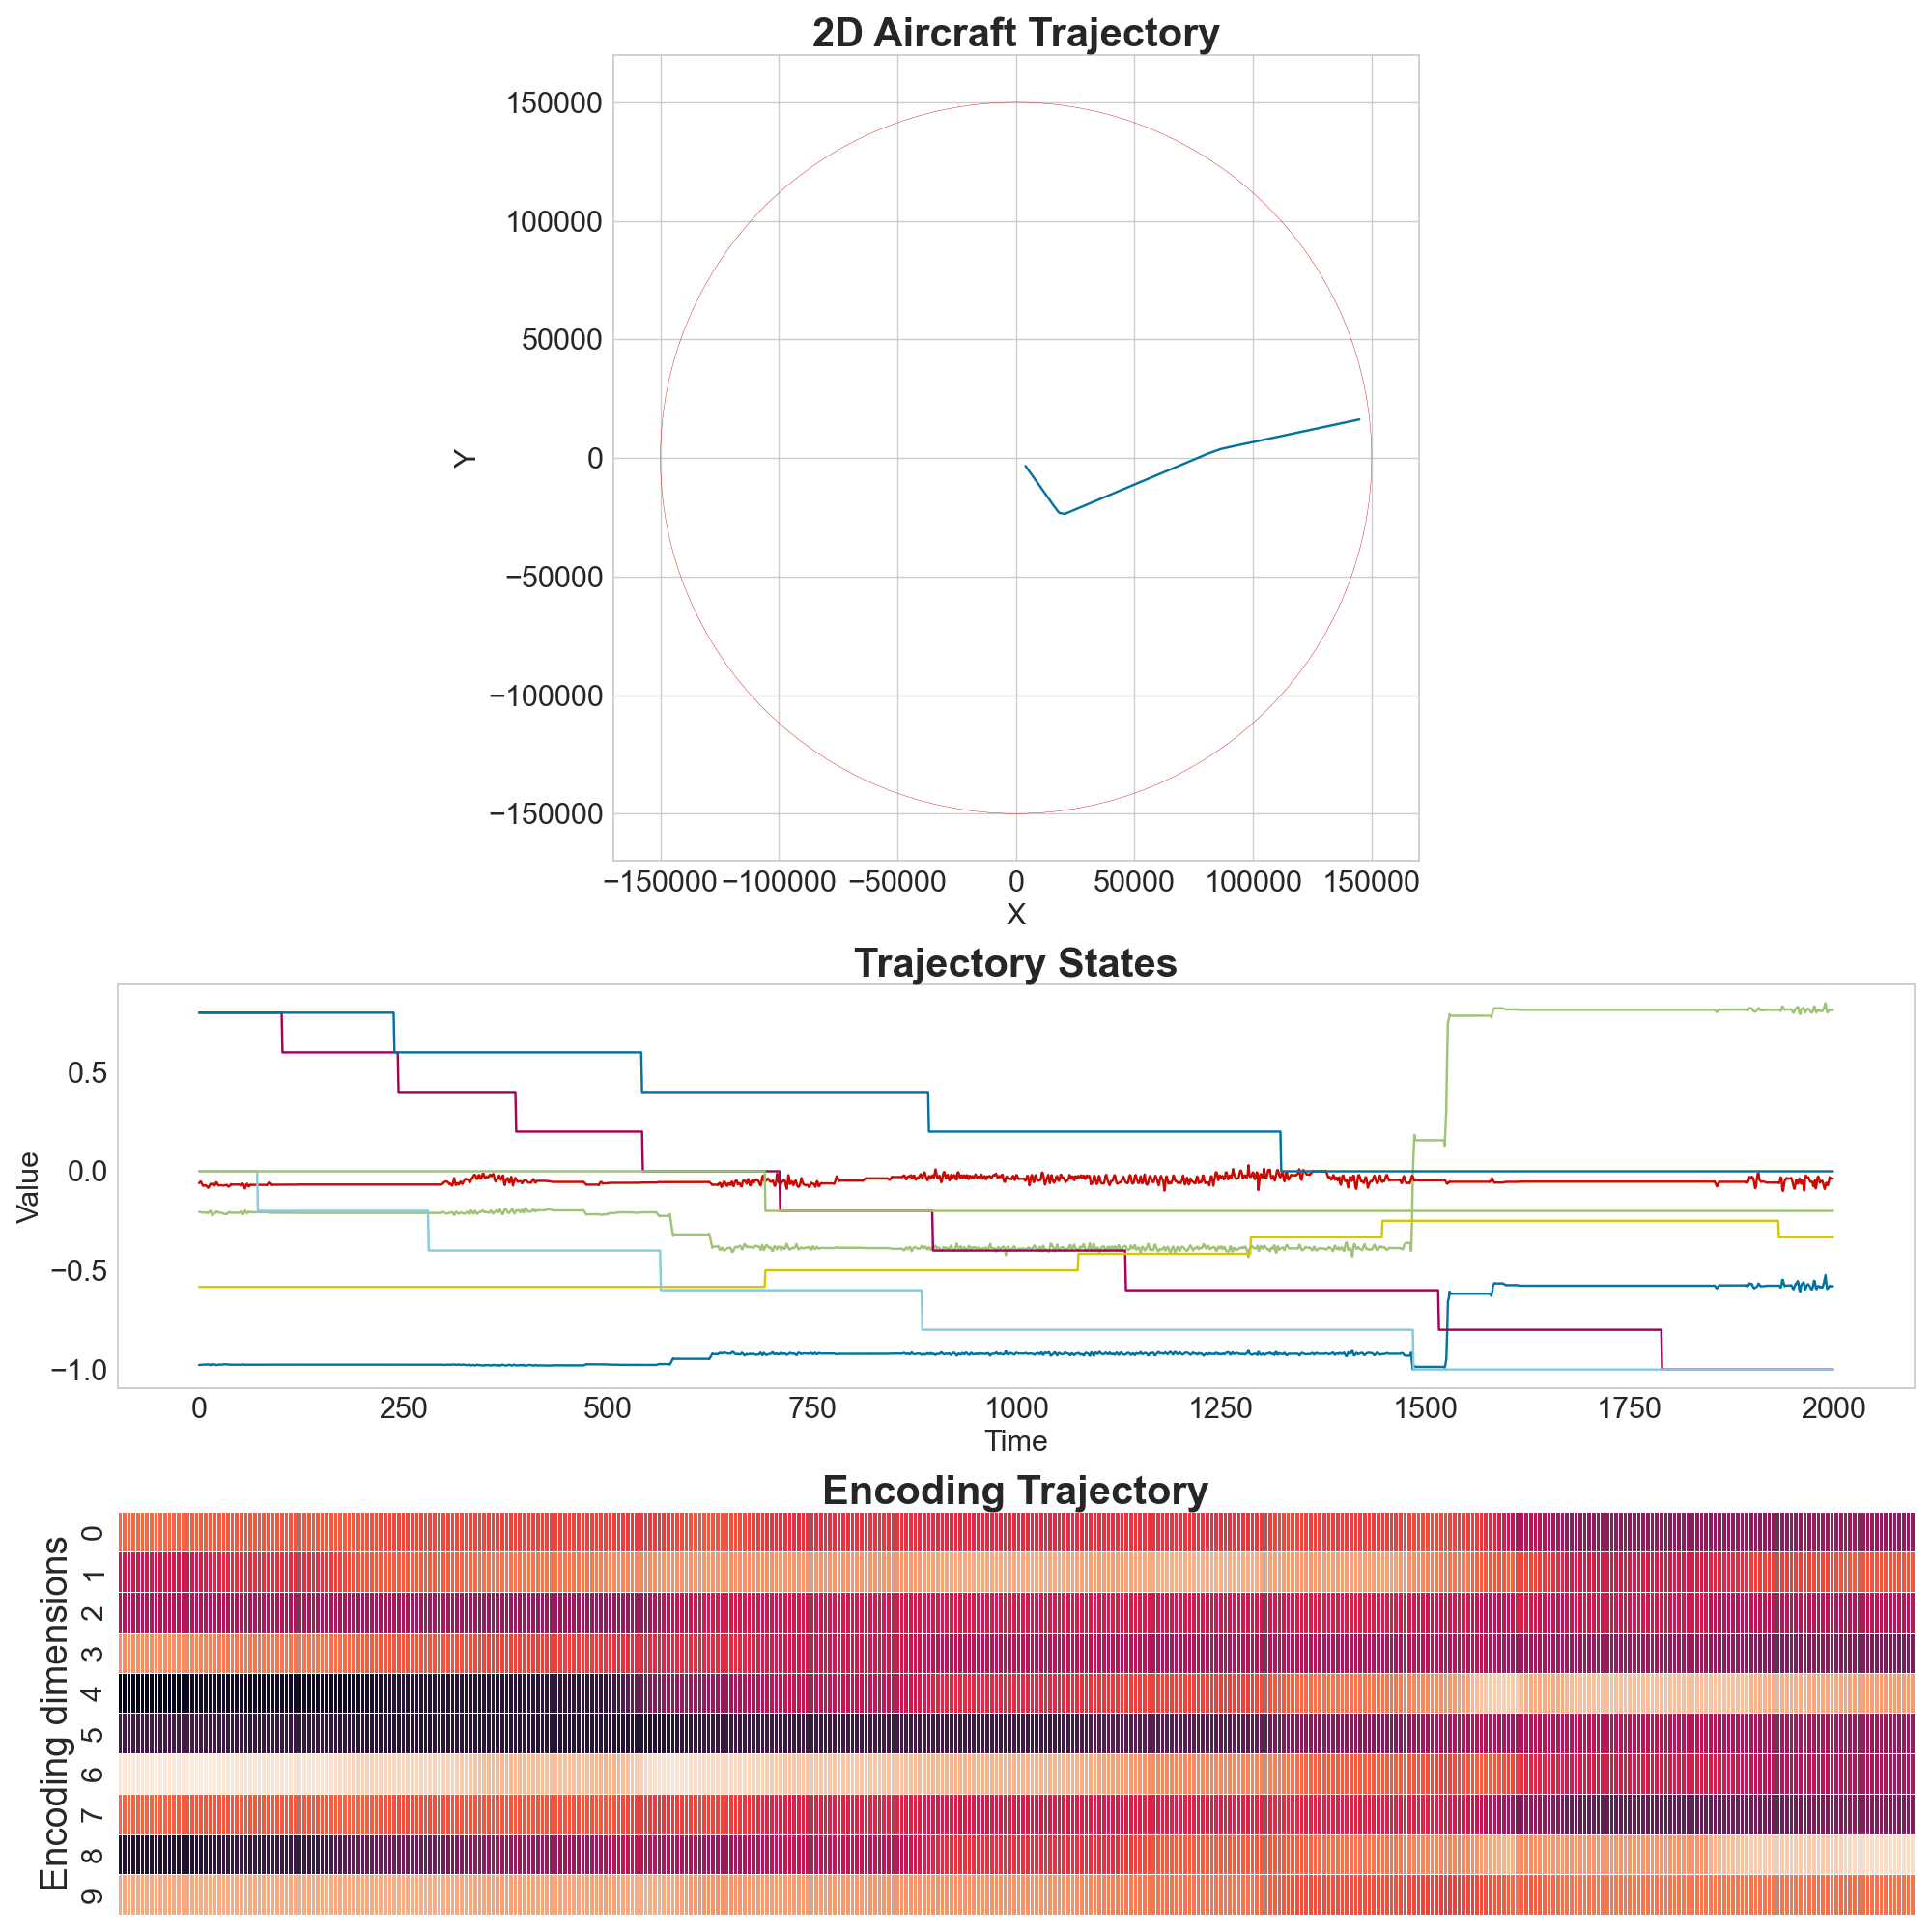 2D Aircraft Trajectory
150000
100000
50000
0
−50000
−100000
−150000
Y
−150000 −100000 −50000 0 50000 100000 150000
X
Trajectory States
0.5
0.0
−0.5
−1.0
Value
0 250 500 750 1000 1250 1500 1750 2000
Time
Encoding Trajectory
Encoding dimensions
0
1
2
3
4
5
6
7
8
9